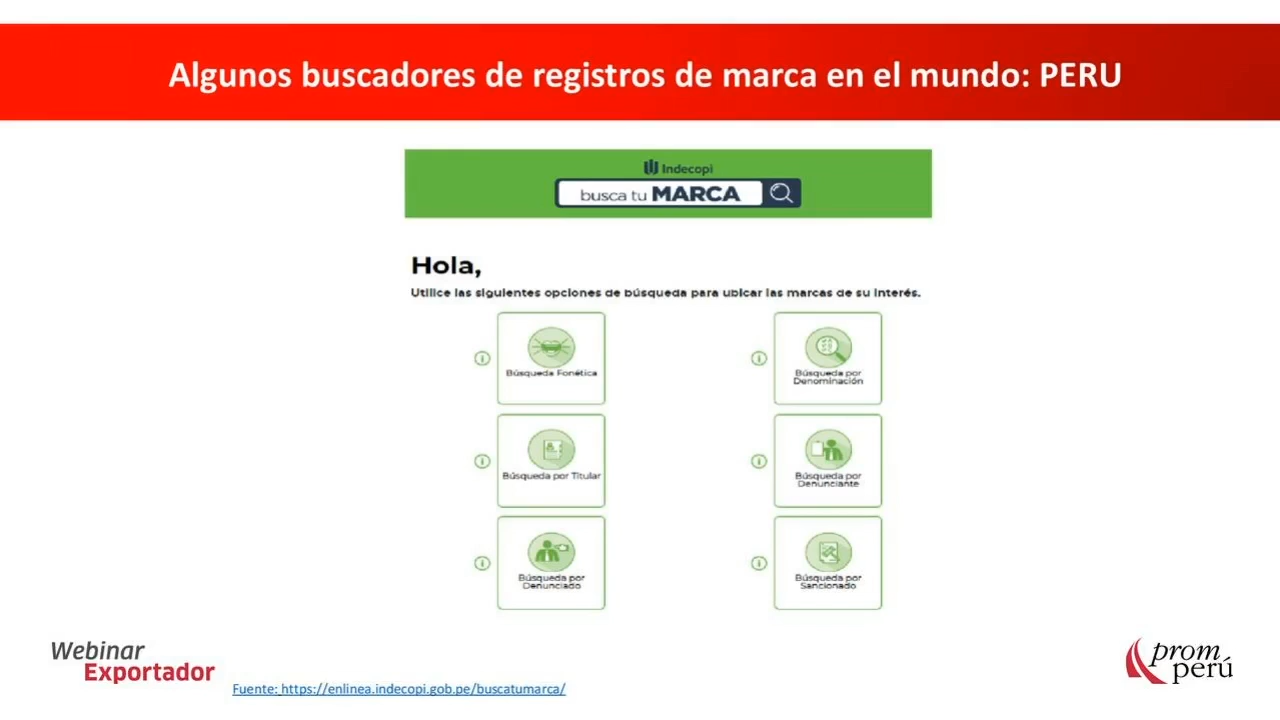 Algunos buscadores de registros de marca en el mundo: PERU
Indecopi
busca tu MARCA
Hola,
Utilice las siguientes opciones de búsqueda para ubicar las marcas de su interés.
Búsqueda Fonética
Búsqueda por
Denominación
Búsqueda por Titular
Búsqueda por
Denunciante
Búsqueda por
Denunciado
Búsqueda por
Sancionado
Webinar
Exportador
Fuente: https://enlinea.indecopi.gob.pe/buscatumarca/
prom
perú